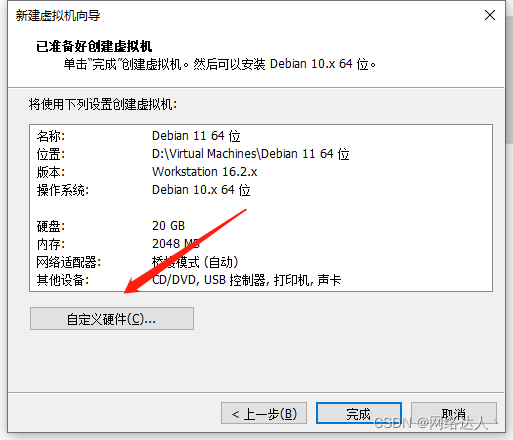 新建虚拟机向导
已准备好创建虚拟机
单击“完成”创建虚拟机。然后可以安装 Debian 10.x 64 位。
将使用下列设置创建虚拟机:
名称: Debian 11 64 位
位置: D:\Virtual Machines\Debian 11 64 位
版本: Workstation 16.2.x
操作系统: Debian 10.x 64 位
硬盘: 20 GB
内存: 2048 MB
网络适配器: 桥接模式 (自动)
其他设备: CD/DVD, USB 控制器, 打印机, 声卡
自定义硬件(C)...
< 上一步(B) 完成 取消
CSDN @网络达人丶